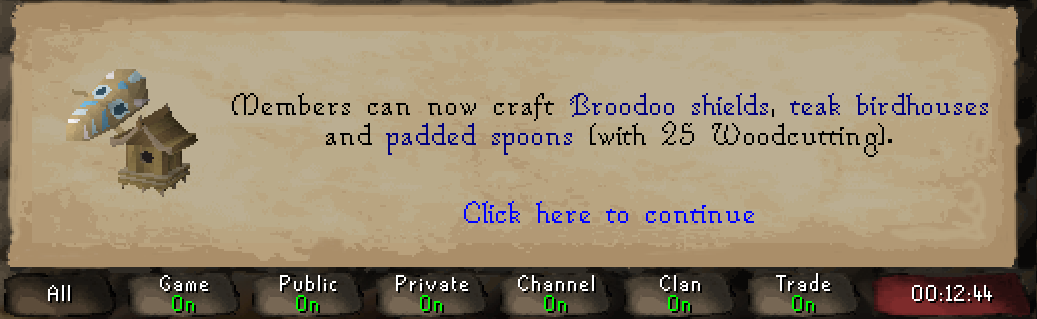 Members can now craft Broodoo shields, teak birdhouses
and padded spoons (with 25 Woodcutting).
Click here to continue
All
Game
On
Public
On
Private
On
Channel
On
Clan
On
Trade
On
00:12:44